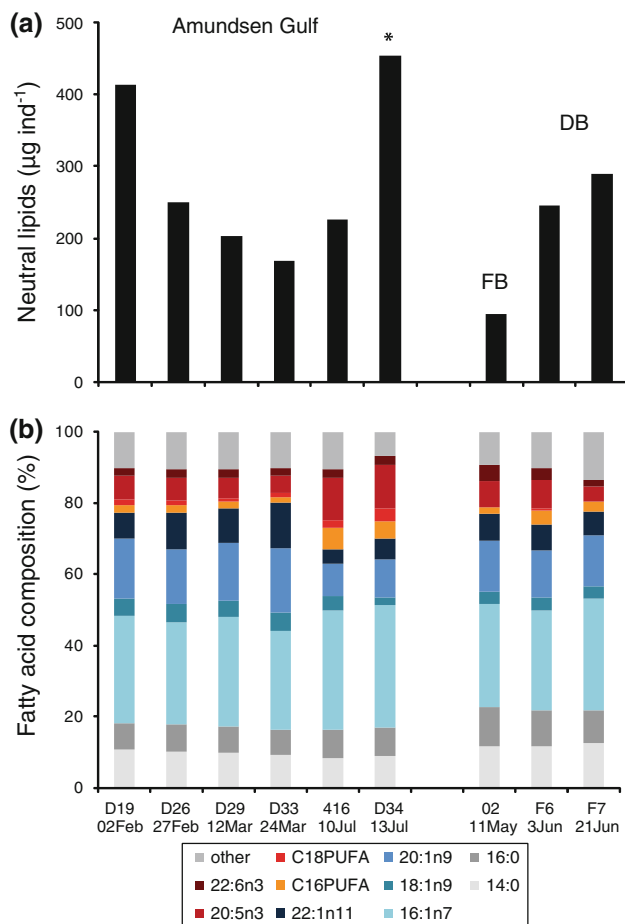 (a)
Amundsen Gulf
*
DB
FB
Neutral lipids (µg ind⁻¹)
500
400
300
200
100
0
(b)
Fatty acid composition (%)
100
80
60
40
20
0
D19 D26 D29 D33 416 D34 02 F6 F7
02Feb 27Feb 12Mar 24Mar 10Jul 13Jul 11May 3Jun 21Jun
other C18PUFA 20:1n9 16:0
22:6n3 C16PUFA 18:1n9 14:0
20:5n3 22:1n11 16:1n7